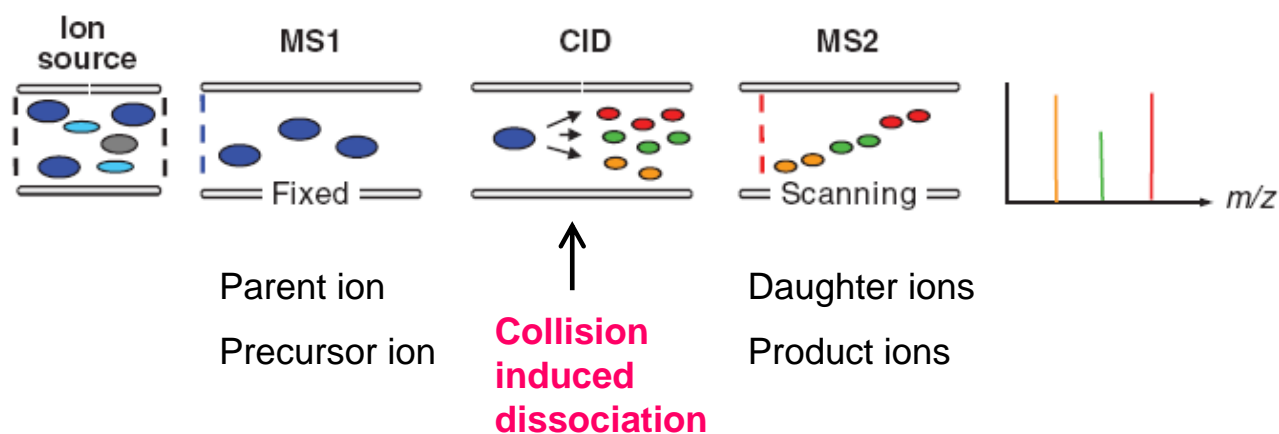 Ion
source
MS1
CID
MS2
Fixed
Scanning
m/z
Parent ion
Precursor ion
Collision
induced
dissociation
Daughter ions
Product ions